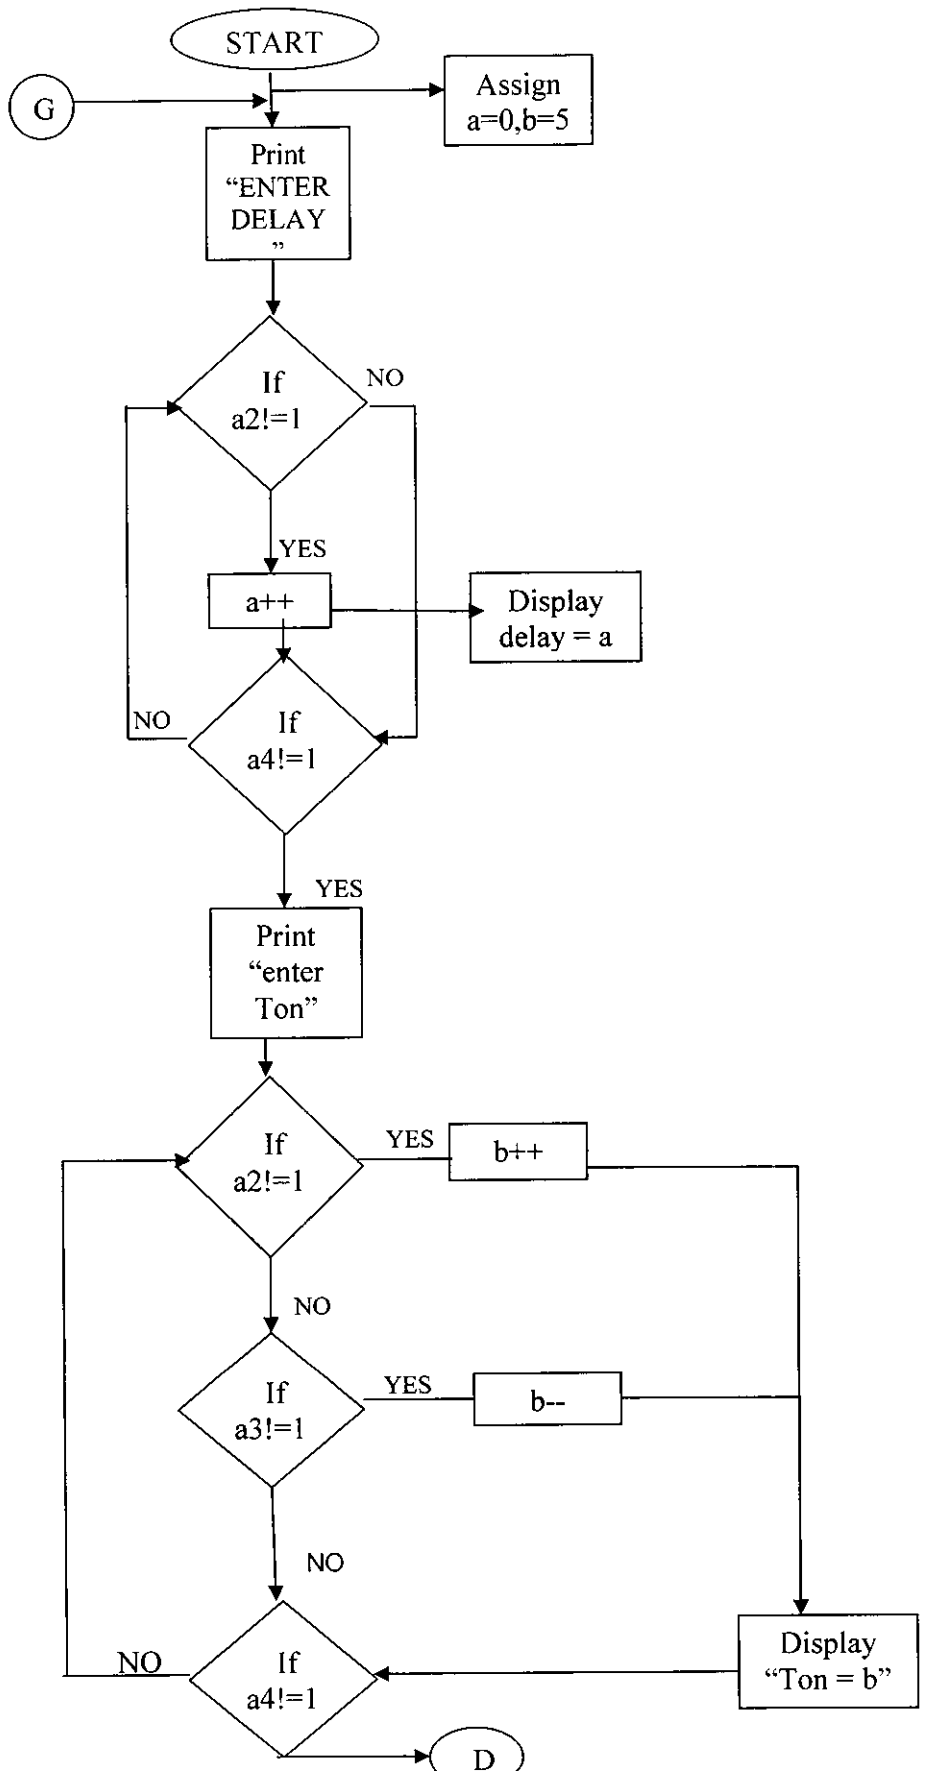 START
G
Assign
a=0,b=5
Print
“ENTER
DELAY
”
If
a2!=1
NO
YES
a++
Display
delay = a
NO
If
a4!=1
YES
Print
“enter
Ton”
If
a2!=1
YES
b++
NO
If
a3!=1
YES
b--
NO
Display
“Ton = b”
NO
If
a4!=1
D